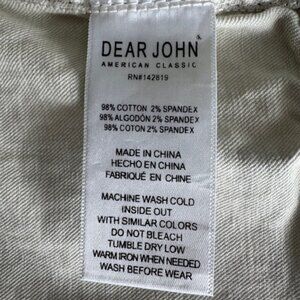 DEAR JOHN
AMERICAN CLASSIC
RN#142819
98% COTTON 2% SPANDEX
98% ALGODÓN 2% SPANDEX
98% COTON 2% SPANDEX
MADE IN CHINA
HECHO EN CHINA
FABRIQUÉ EN CHINE
MACHINE WASH COLD
INSIDE OUT
WITH SIMILAR COLORS
DO NOT BLEACH
TUMBLE DRY LOW
WARM IRON WHEN NEEDED
WASH BEFORE WEAR